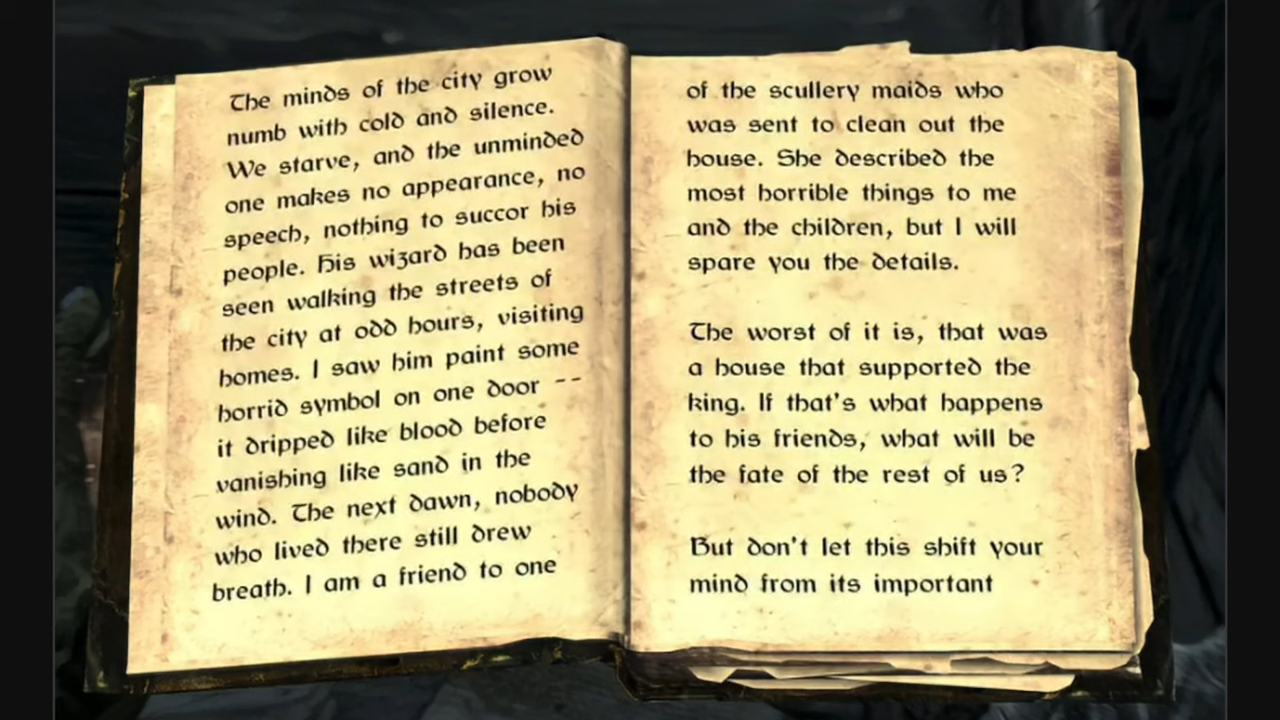 The minds of the city grow
numb with cold and silence.
We starve, and the unminded
one makes no appearance, no
speech, nothing to succor his
people. His wizard has been
seen walking the streets of
the city at odd hours, visiting
homes. I saw him paint some
horrid symbol on one door --
it dripped like blood before
vanishing like sand in the
wind. The next dawn, nobody
who lived there still drew
breath. I am a friend to one
of the scullery maids who
was sent to clean out the
house. She described the
most horrible things to me
and the children, but I will
spare you the details.
The worst of it is, that was
a house that supported the
king. If that's what happens
to his friends, what will be
the fate of the rest of us?
But don't let this shift your
mind from its important